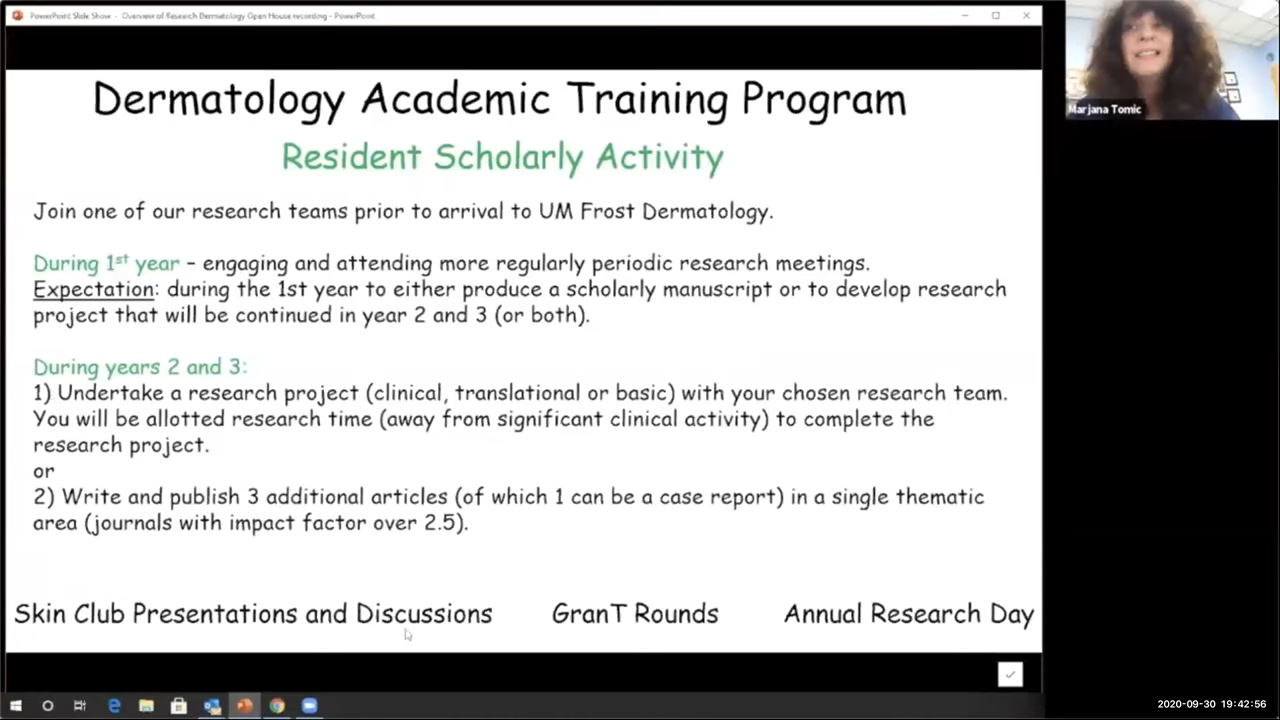 PowerPoint Slide Show - Overview of Research Dermatology Open House recording - PowerPoint
Marjana Tomic
Dermatology Academic Training Program
Resident Scholarly Activity
Join one of our research teams prior to arrival to UM Frost Dermatology.
During 1st year – engaging and attending more regularly periodic research meetings.
Expectation: during the 1st year to either produce a scholarly manuscript or to develop research
project that will be continued in year 2 and 3 (or both).
During years 2 and 3:
1) Undertake a research project (clinical, translational or basic) with your chosen research team.
You will be allotted research time (away from significant clinical activity) to complete the
research project.
or
2) Write and publish 3 additional articles (of which 1 can be a case report) in a single thematic
area (journals with impact factor over 2.5).
Skin Club Presentations and Discussions GranT Rounds Annual Research Day
2020-09-30 19:42:56